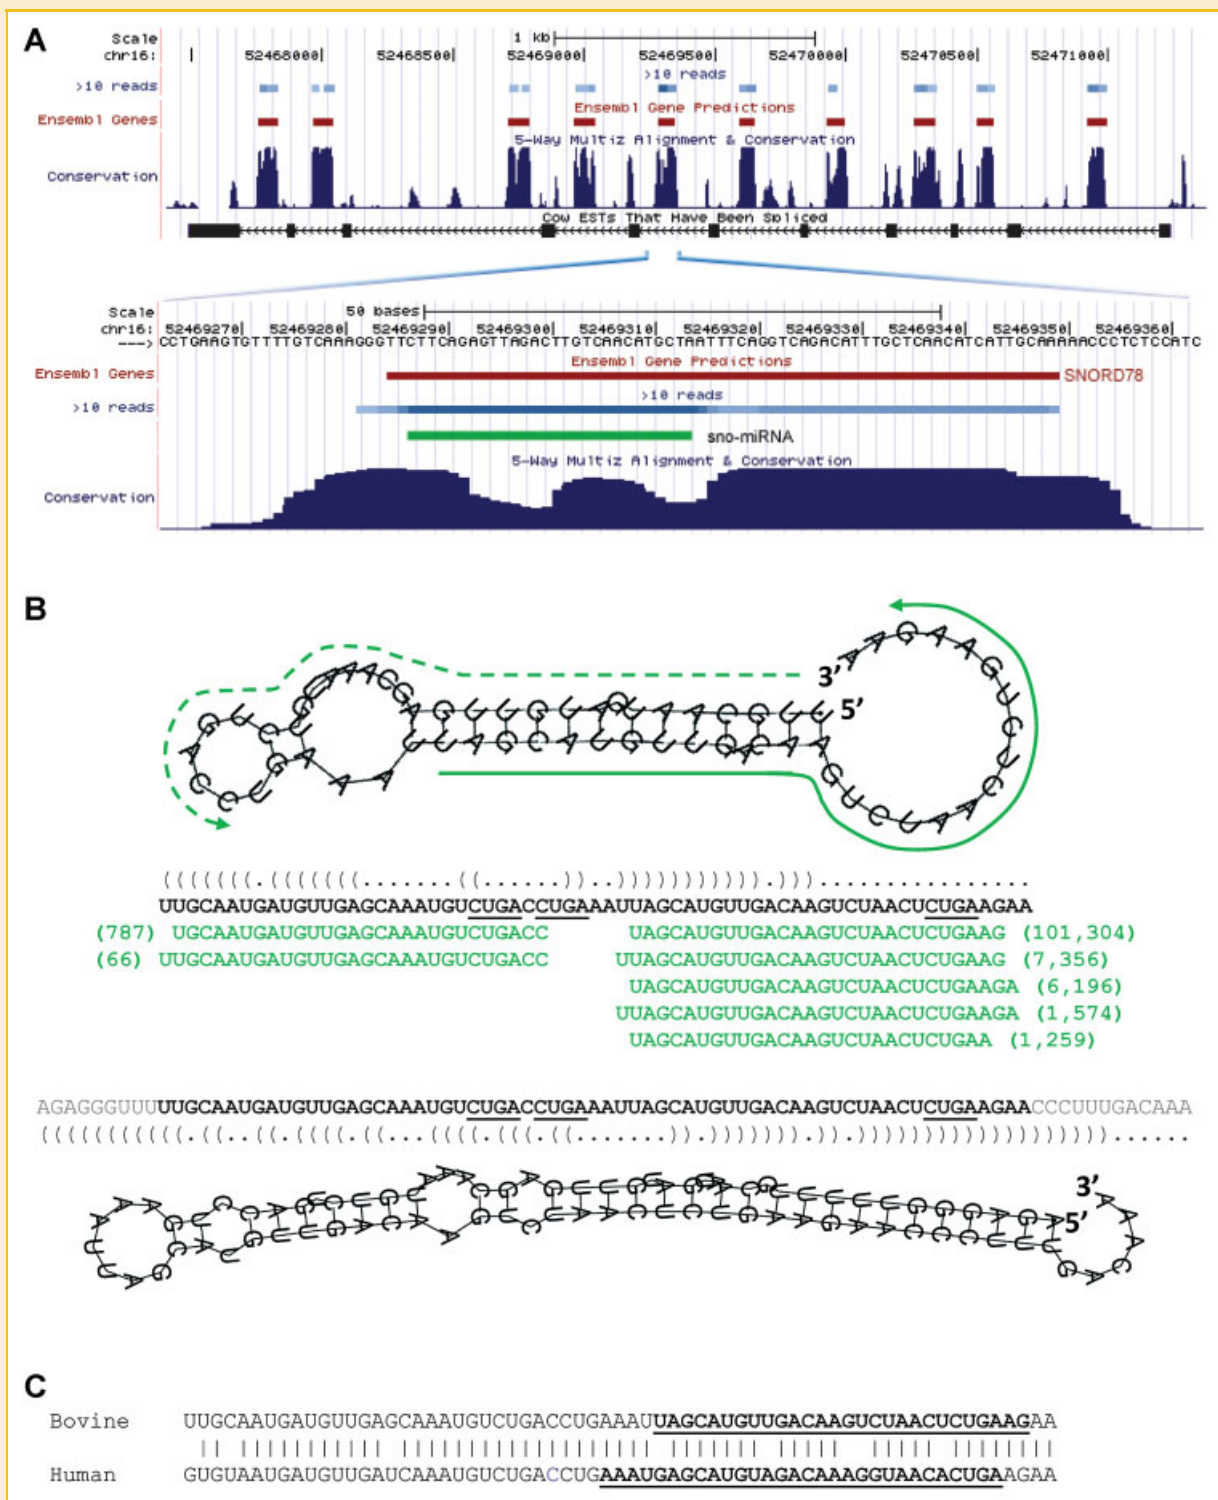 A
Scale
1 kb
chr16:
52468000
52468500
52469000
52469500
52470000
52470500
52471000
>10 reads
>10 reads
Ensembl Gene Predictions
Ensembl Genes
5-Way Multiz Alignment & Conservation
Conservation
Cow ESTs That Have Been Spliced
Scale
50 bases
chr16:
52469270
52469280
52469290
52469300
52469310
52469320
52469330
52469340
52469350
52469360
--->
CCTGAAGTGTTTTGTCAAAGGGTTCTTCAGAGTTAGACTTGTCAACATGCTAATTTCAGGTCAGACATTTGCTCAACATCATTGCAAAAACCCTCTCCATC
Ensembl Gene Predictions
Ensembl Genes
SNORD78
>10 reads
>10 reads
sno-miRNA
5-Way Multiz Alignment & Conservation
Conservation
B
3'
5'
(((((((.(((((((.......((......))..))))))))))).)))................
UUGCAAUGAUGUUGAGCAAAUGUCUGACCUGAAAUUAGCAUGUUGACAAGUCUAACUCUGAAGAA
(787) UGCAAUGAUGUUGAGCAAAUGUCUGACC UAGCAUGUUGACAAGUCUAACUCUGAAG (101,304)
(66) UUGCAAUGAUGUUGAGCAAAUGUCUGACC UUAGCAUGUUGACAAGUCUAACUCUGAAG (7,356)
UAGCAUGUUGACAAGUCUAACUCUGAAGA (6,196)
UUAGCAUGUUGACAAGUCUAACUCUGAAGA (1,574)
UAGCAUGUUGACAAGUCUAACUCUGAA (1,259)
AGAGGGUUUUUGCAAUGAUGUUGAGCAAAUGUCUGACCUGAAAUUAGCAUGUUGACAAGUCUAACUCUGAAGAACCCUUUGACAAA
3'
5'
C
Bovine UUGCAAUGAUGUUGAGCAAAUGUCUGACCUGAAAUUAGCAUGUUGACAAGUCUAACUCUGAAGAA
Human GUGUAAUGAUGUUGAUCAAAUGUCUGACCUGAAAUGAGCAUGUAGACAAAGGUAACACUGAAGAA